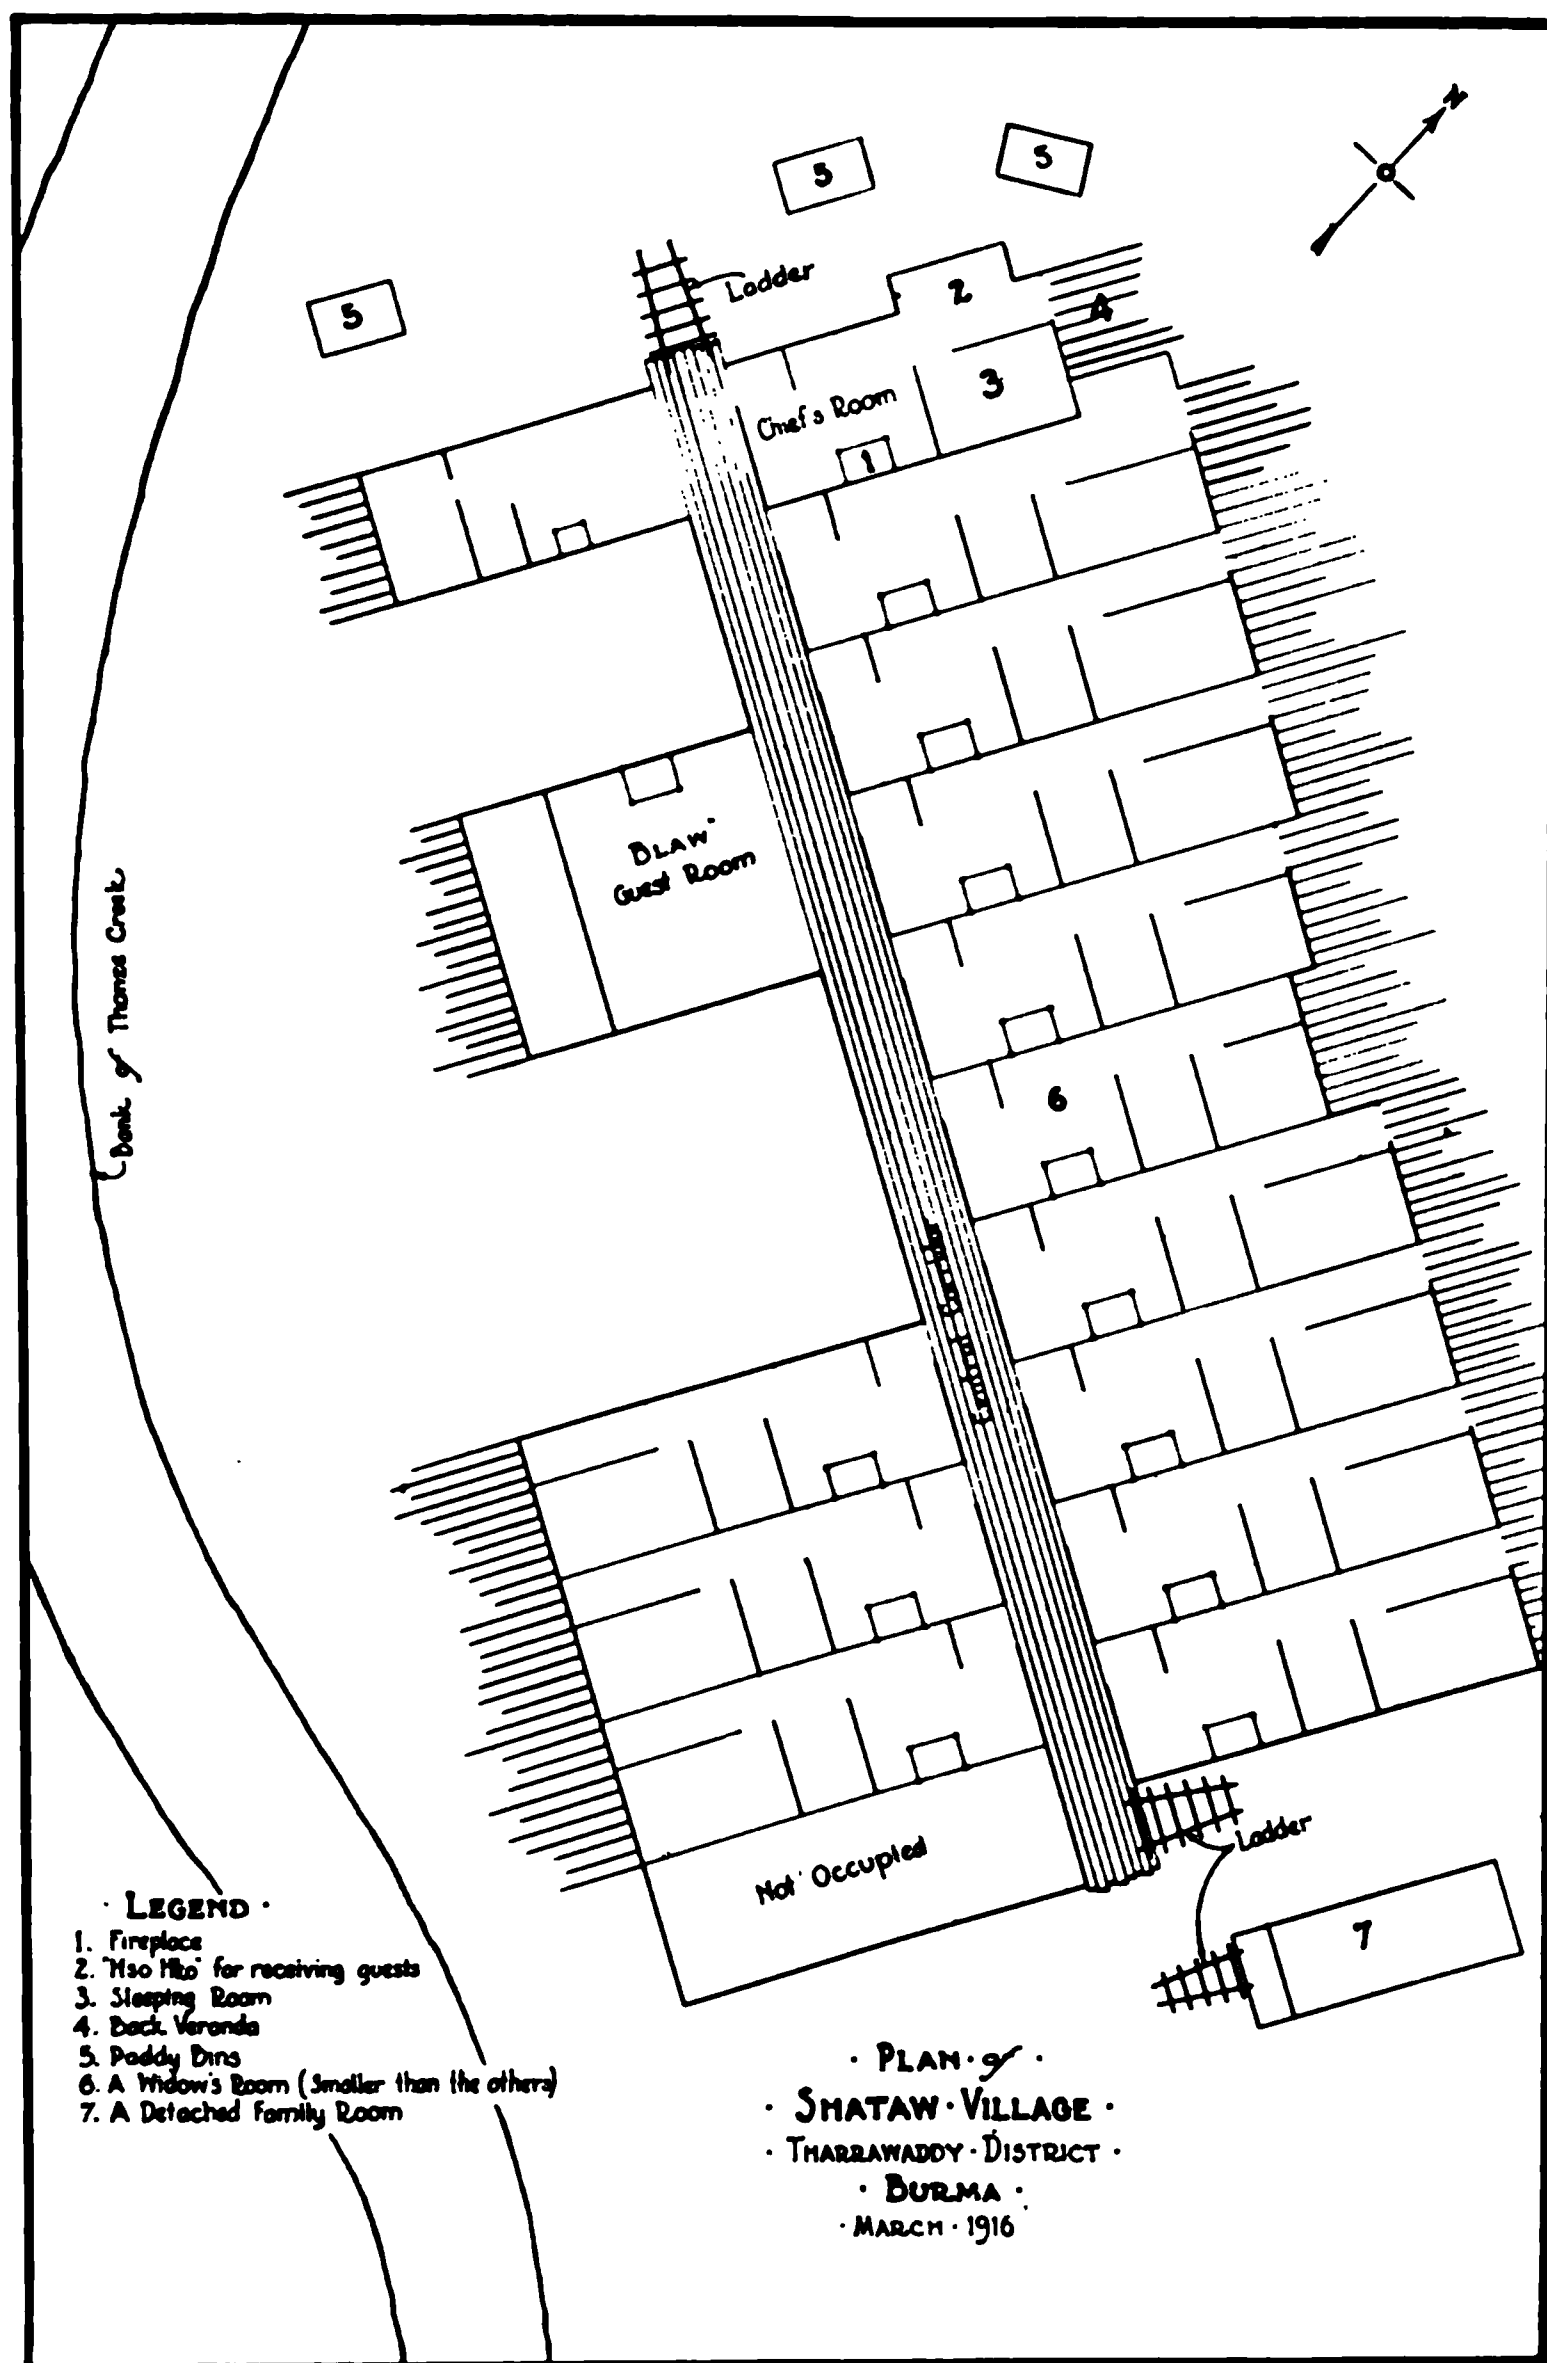 N
5
5
5
Ladder
2
4
Chief's Room
3
1
"BLAW"
Guest Room
Bank of Thonze Creek
6
Not Occupied
Ladder
7
· LEGEND ·
1. Fireplace
2. for receiving guests
3. Sleeping Room
4. Back Veranda
5. Paddy Bins
6. A Widow's Room (Smaller than the others)
7. A Detached Family Room
· PLAN · of ·
· SHATAW · VILLAGE ·
· THARRAWADDY · DISTRICT ·
· BURMA ·
· MARCH · 1916